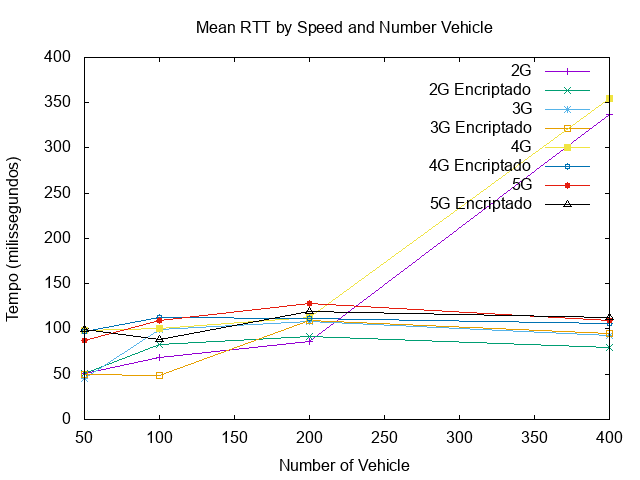 Mean RTT by Speed and Number Vehicle
400
350
300
250
200
150
100
50
0
Tempo (milissegundos)
2G
2G Encriptado
3G
3G Encriptado
4G
4G Encriptado
5G
5G Encriptado
50
100
150
200
250
300
350
400
Number of Vehicle